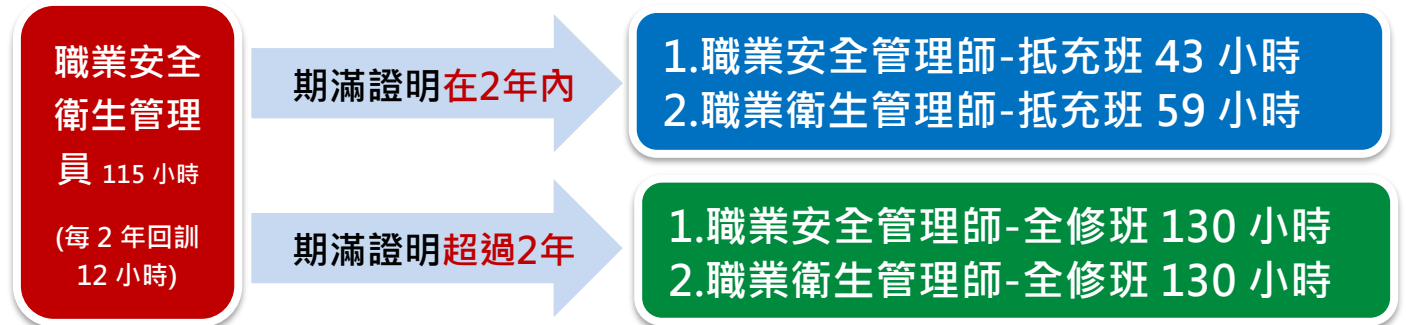 職業安全
衛生管理
員 115 小時
(每 2 年回訓
12 小時)
期滿證明在2年內
1.職業安全管理師-抵充班 43 小時
2.職業衛生管理師-抵充班 59 小時
期滿證明超過2年
1.職業安全管理師-全修班 130 小時
2.職業衛生管理師-全修班 130 小時